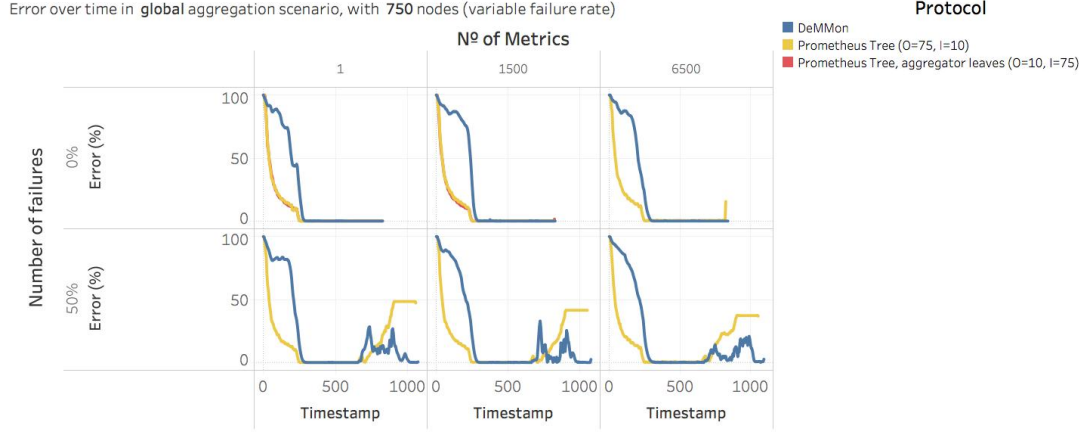 Error over time in global aggregation scenario, with 750 nodes (variable failure rate)
Protocol
DeMMon
Prometheus Tree (O=75, I=10)
Prometheus Tree, aggregator leaves (O=10, I=75)
Nº of Metrics
1 1500 6500
Number of failures
0%
Error (%)
100
50
0
50%
Error (%)
100
50
0
0 500 1000 0 500 1000 0 500 1000
Timestamp Timestamp Timestamp